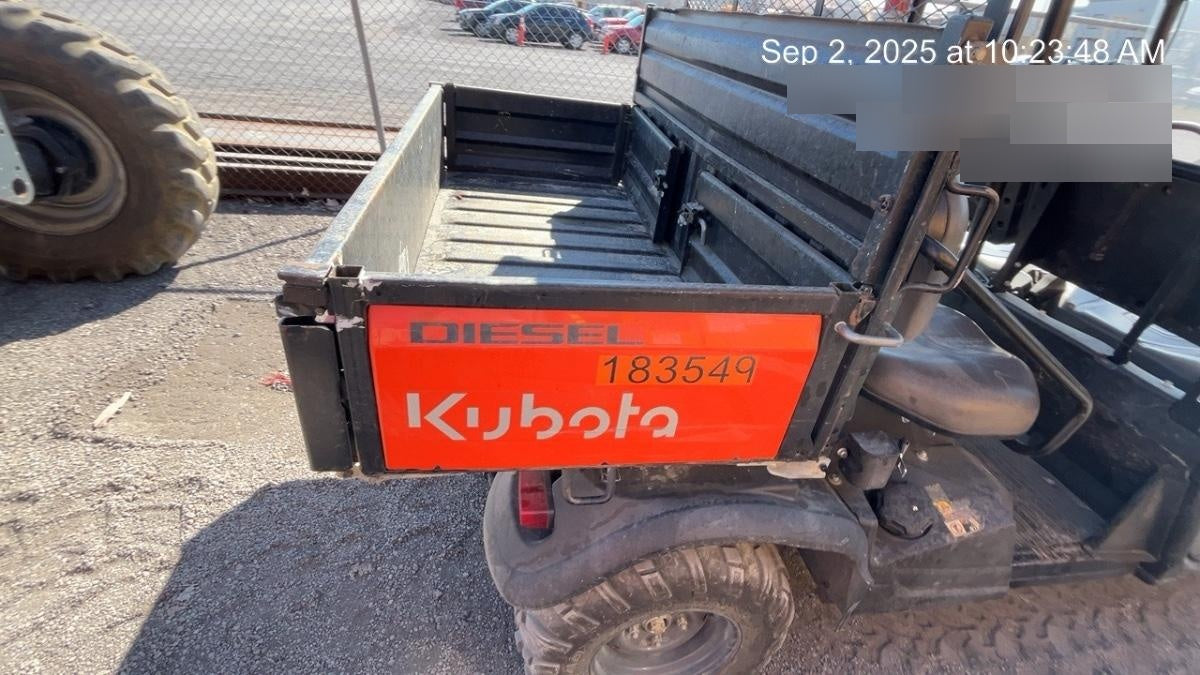 Sep 2, 2025 at 10:23:48 AM
DIESEL
183549
Kubota